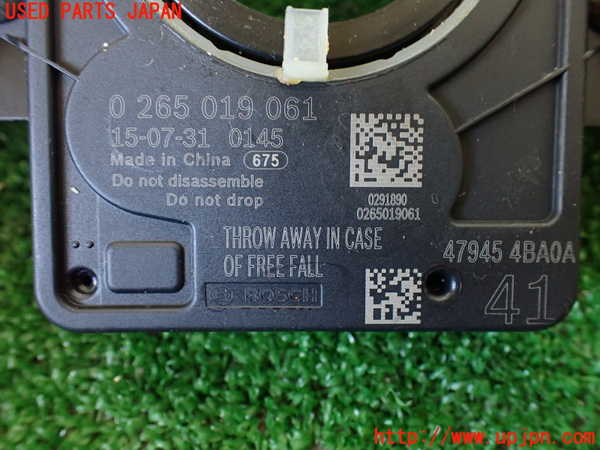 USED PARTS JAPAN
0 265 019 061
15-07-31 0145
Made in China 675
Do not disassemble
Do not drop
0291890
0265019061
THROW AWAY IN CASE
OF FREE FALL
47945 4BA0A
BOSCH
41
http://www.upjpn.com/